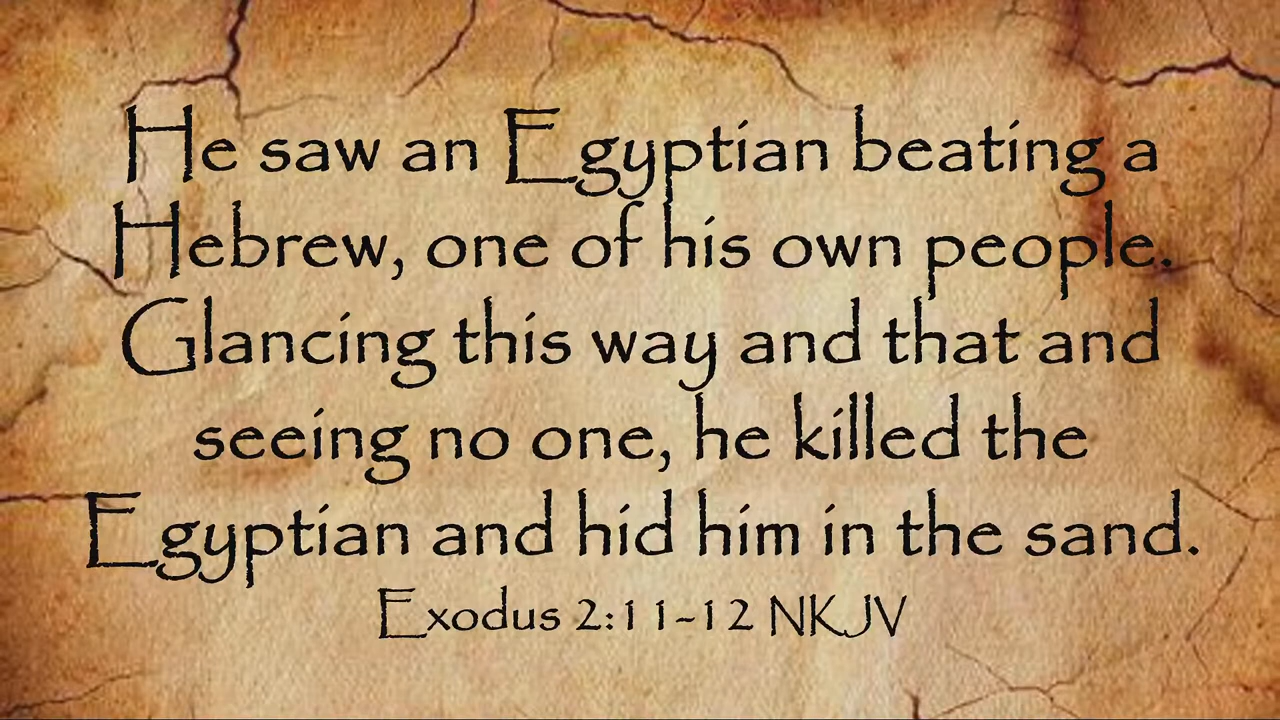 He saw an Egyptian beating a
Hebrew, one of his own people.
Glancing this way and that and
seeing no one, he killed the
Egyptian and hid him in the sand.
Exodus 2:11-12 NKJV